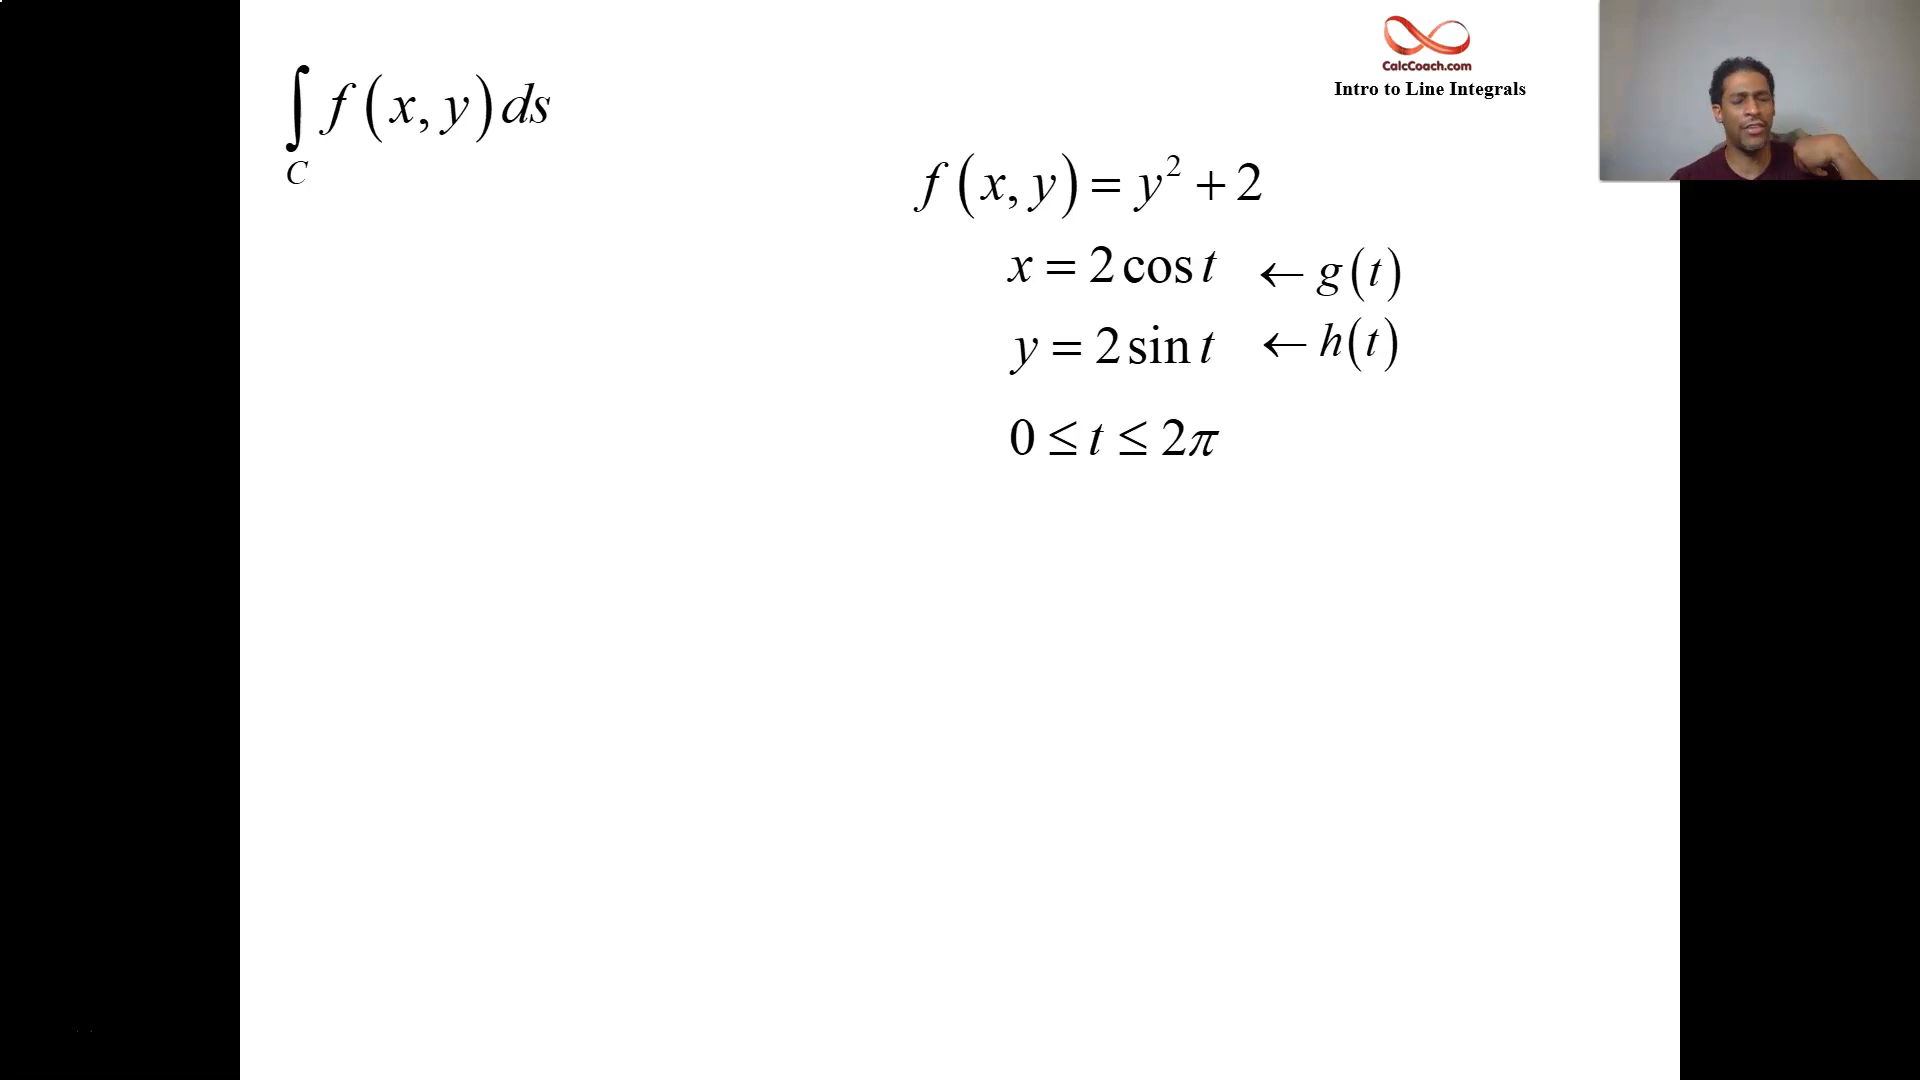 ∫_C f(x, y) ds
CalcCoach.com
Intro to Line Integrals
f(x, y) = y² + 2
x = 2 cos t ← g(t)
y = 2 sin t ← h(t)
0 ≤ t ≤ 2π